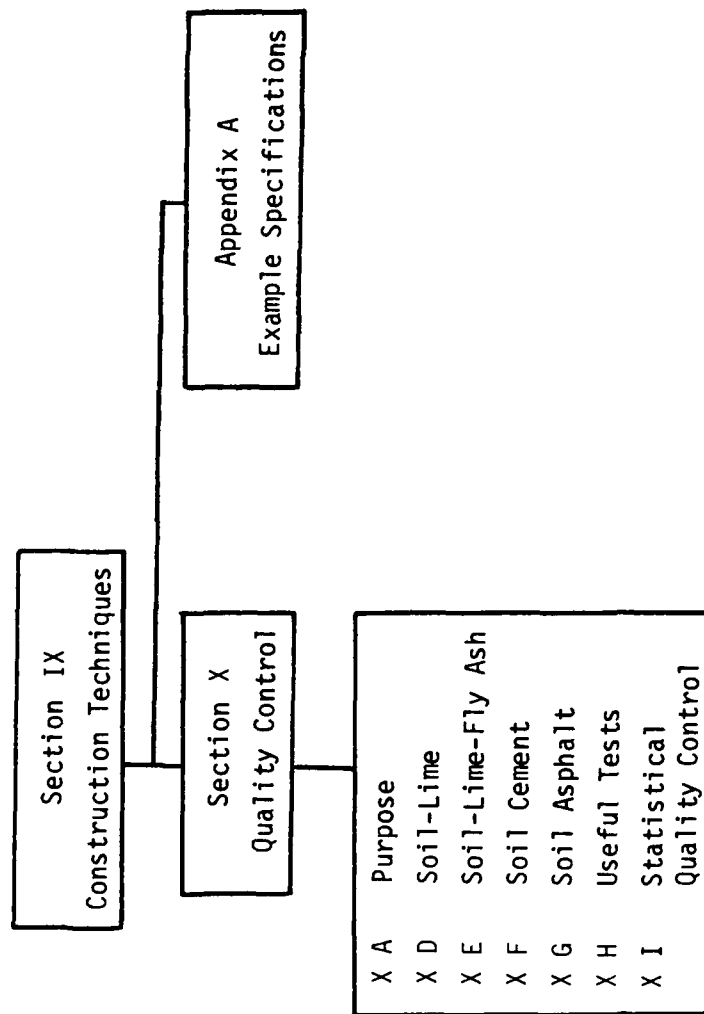 Section IX
Construction Techniques
Appendix A
Example Specifications
Section X
Quality Control
X A Purpose
X D Soil-Lime
X E Soil-Lime-Fly Ash
X F Soil Cement
X G Soil Asphalt
X H Useful Tests
X I Statistical
Quality Control